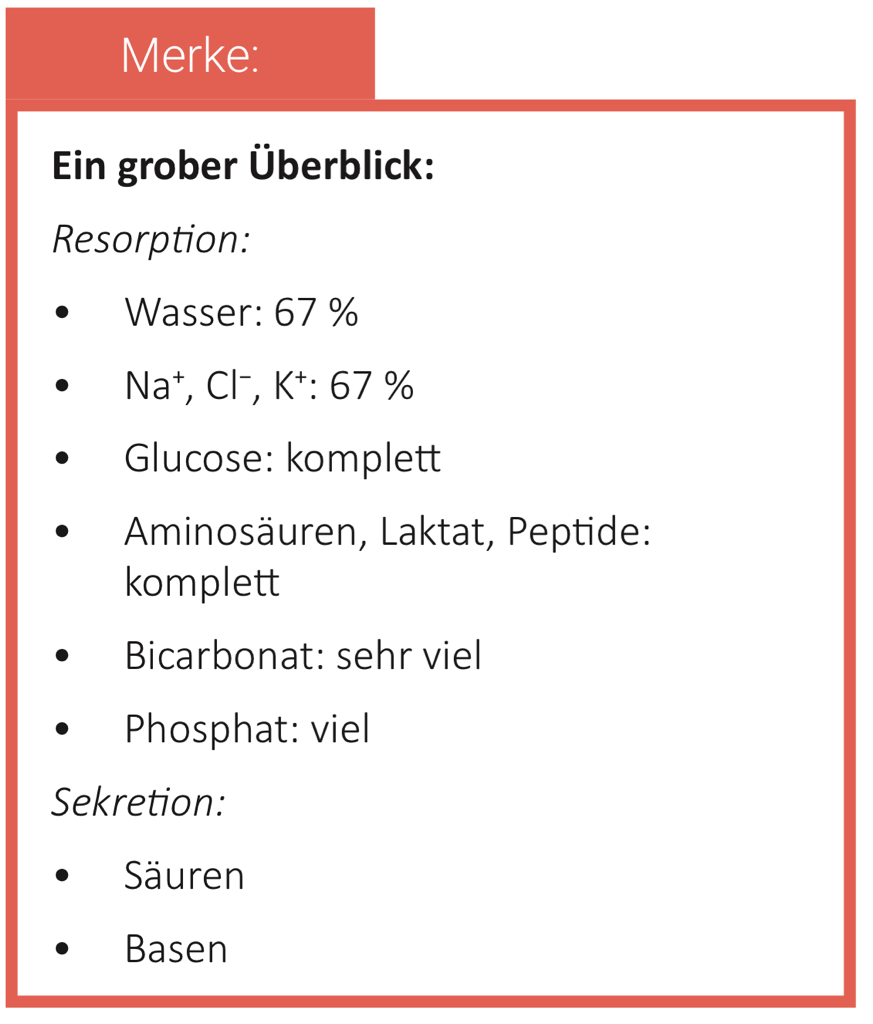 Merke:
Ein grober Überblick:
Resorption:
• Wasser: 67 %
• Na⁺, Cl⁻, K⁺: 67 %
• Glucose: komplett
• Aminosäuren, Laktat, Peptide:
komplett
• Bicarbonat: sehr viel
• Phosphat: viel
Sekretion:
• Säuren
• Basen